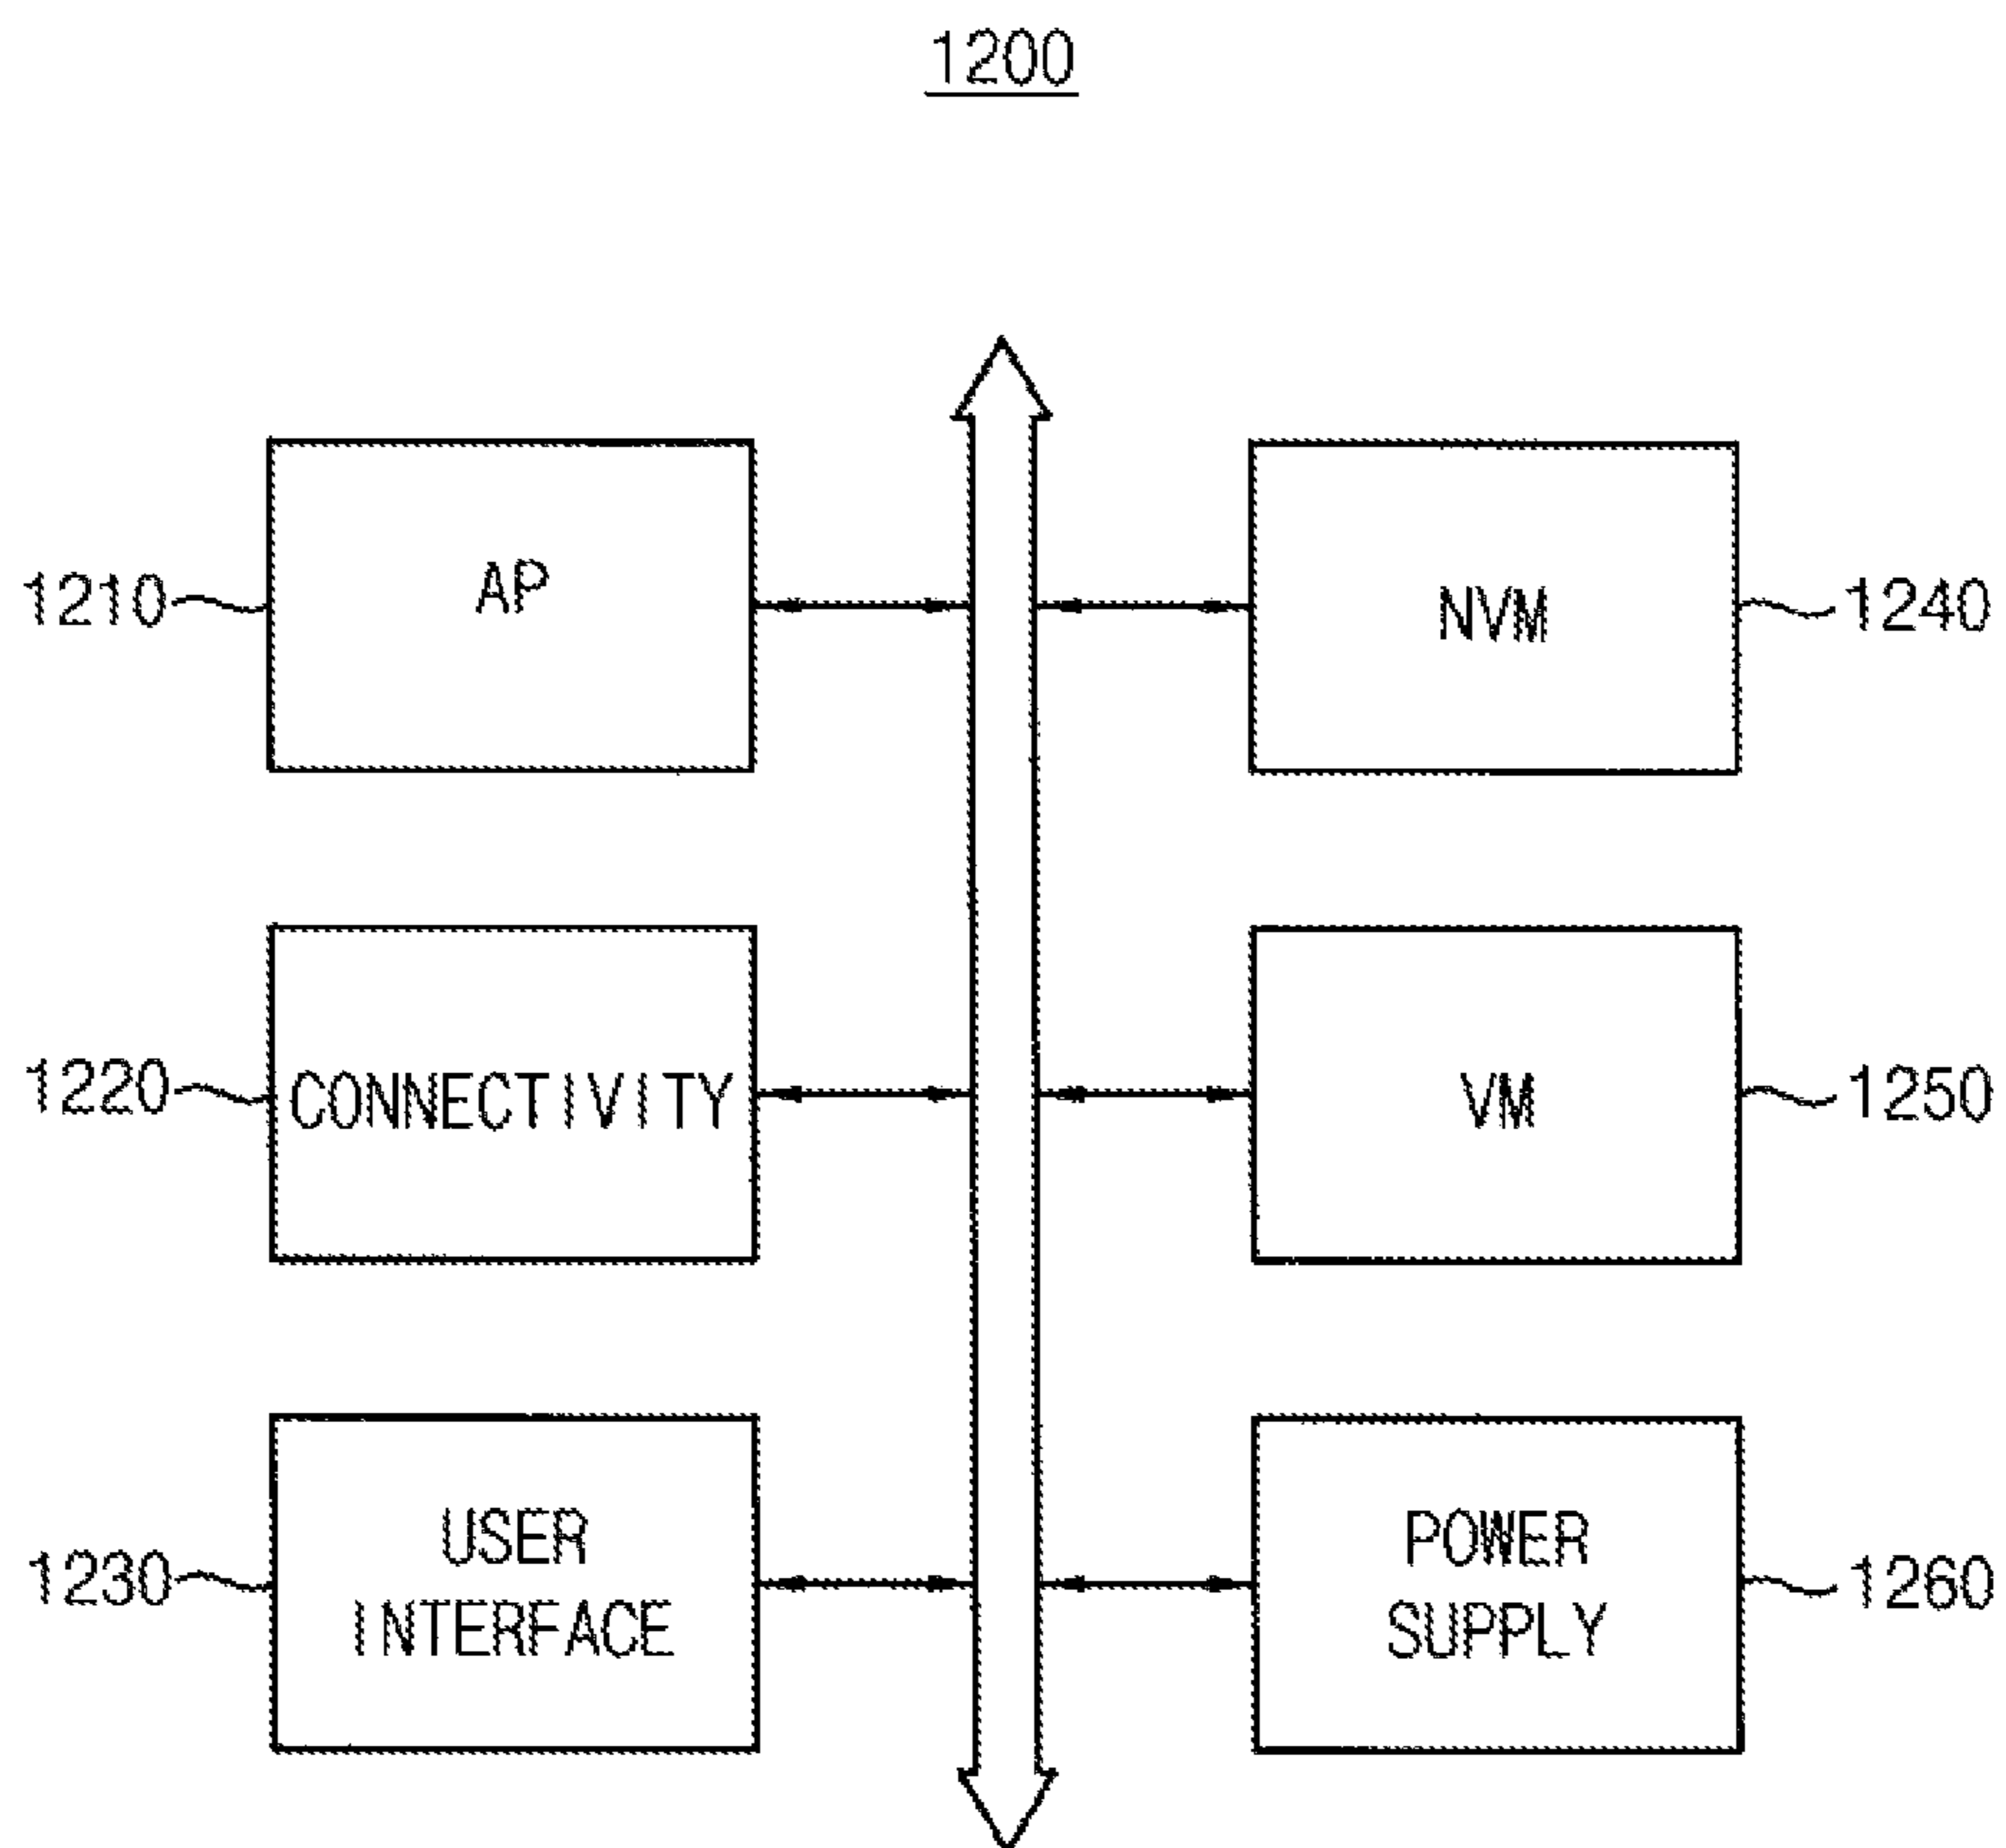 1200
1210
AP
NVM
1240
1220
CONNECTIVITY
VM
1250
1230
USER
INTERFACE
POWER
SUPPLY
1260